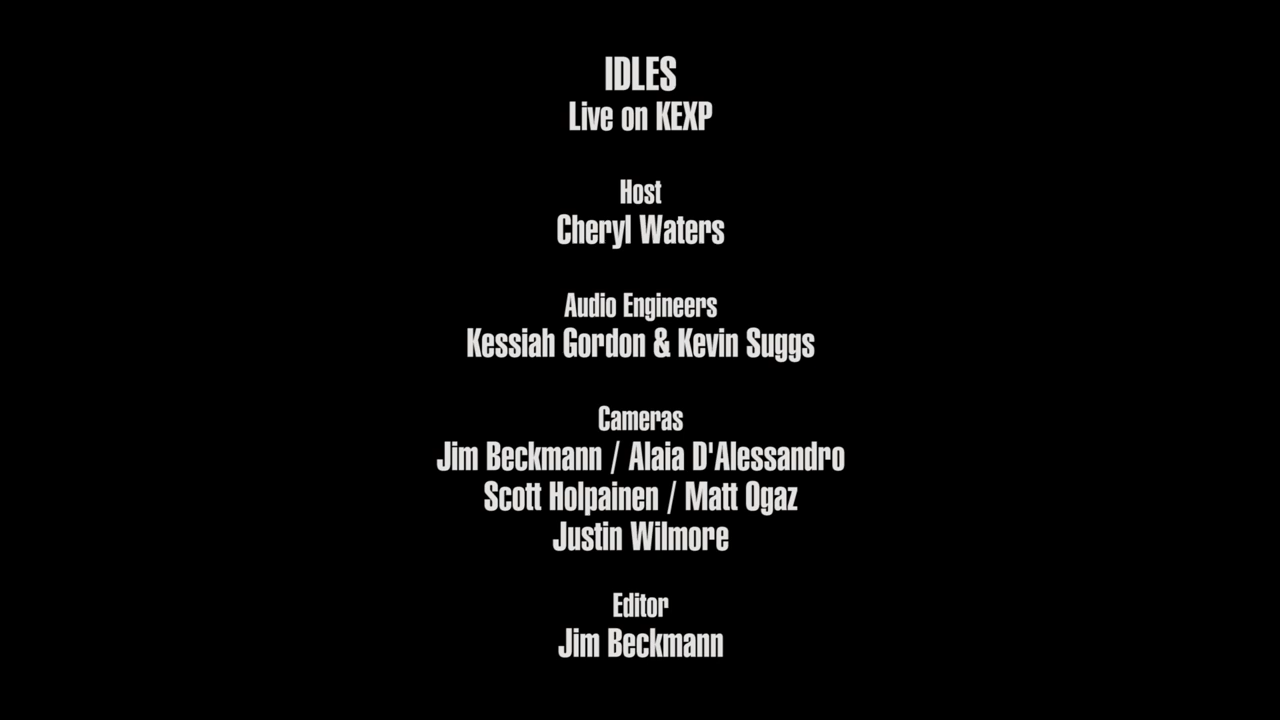 IDLES
Live on KEXP
Host
Cheryl Waters
Audio Engineers
Kessiah Gordon & Kevin Suggs
Cameras
Jim Beckmann / Alaia D'Alessandro
Scott Holpainen / Matt Ogaz
Justin Wilmore
Editor
Jim Beckmann